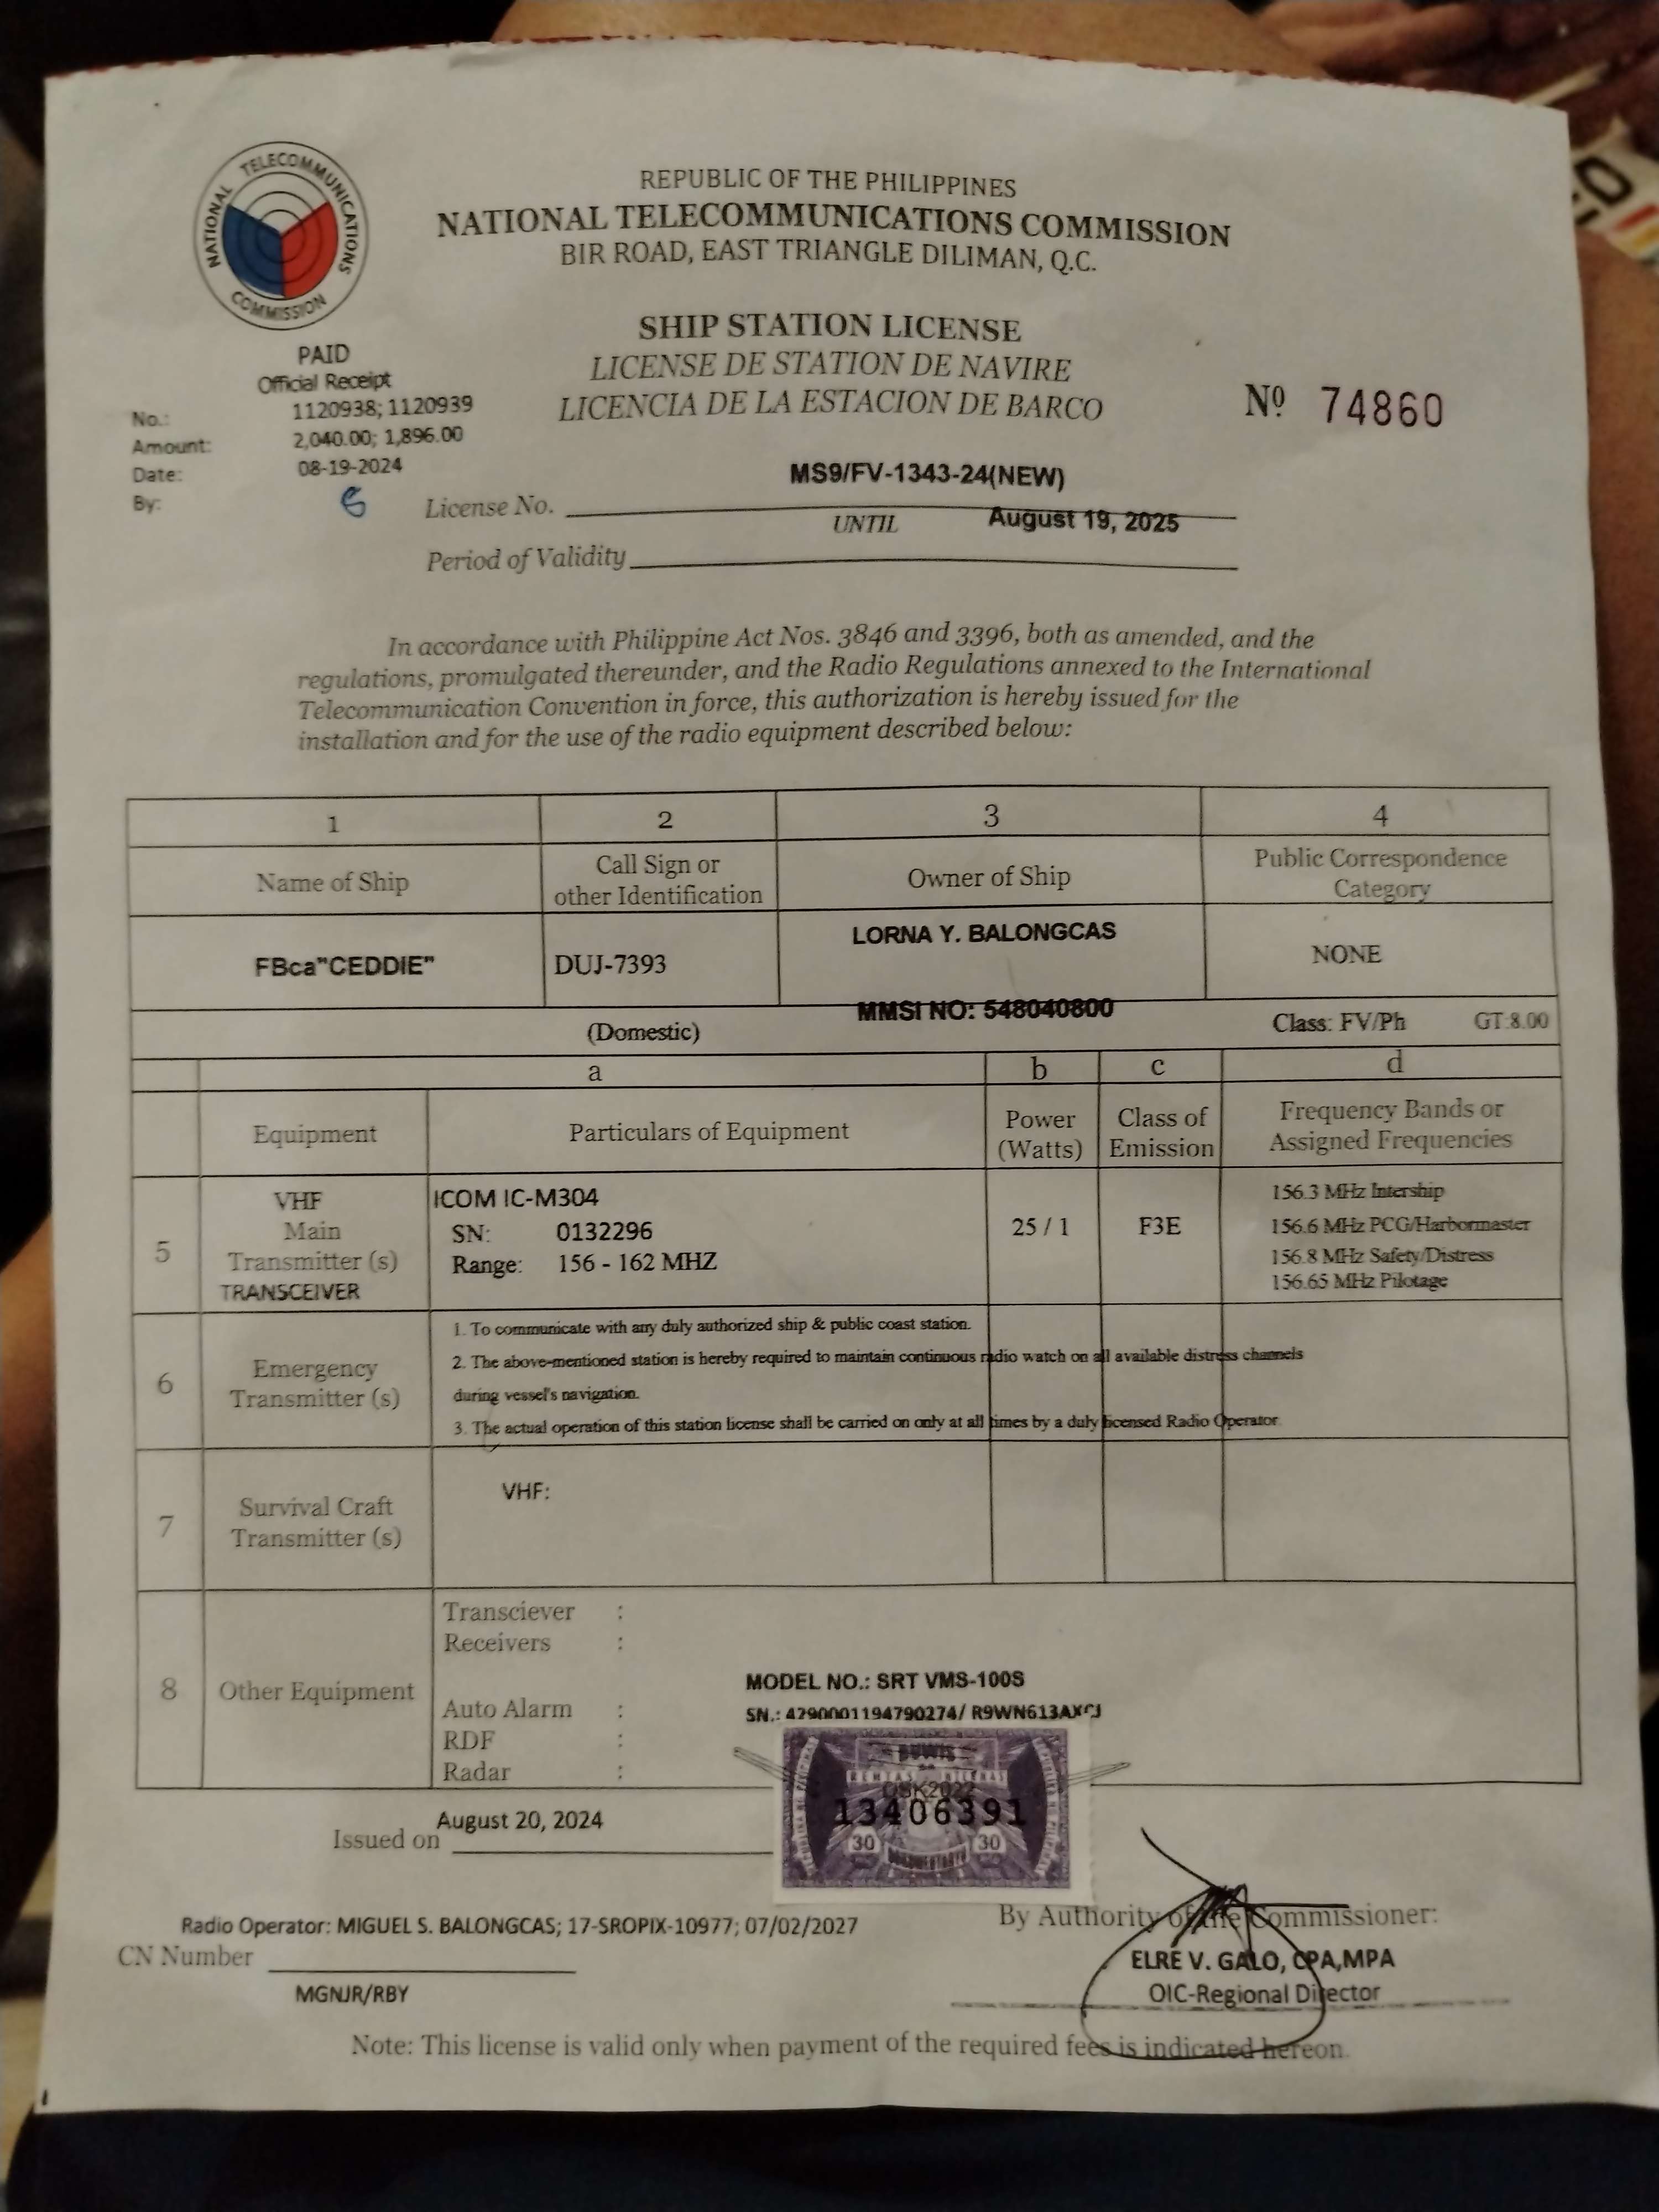 NATIONAL TELECOMMUNICATIONS COMMISSION
REPUBLIC OF THE PHILIPPINES
NATIONAL TELECOMMUNICATIONS COMMISSION
BIR ROAD, EAST TRIANGLE DILIMAN, Q.C.
SHIP STATION LICENSE
LICENSE DE STATION DE NAVIRE
LICENCIA DE LA ESTACION DE BARCO
Nº 74860
PAID
Official Receipt
No.: 1120938; 1120939
Amount: 2,040.00; 1,896.00
Date: 08-19-2024
By:
MS9/FV-1343-24(NEW)
License No.
UNTIL August 19, 2025
Period of Validity
In accordance with Philippine Act Nos. 3846 and 3396, both as amended, and the
regulations, promulgated thereunder, and the Radio Regulations annexed to the International
Telecommunication Convention in force, this authorization is hereby issued for the
installation and for the use of the radio equipment described below:
1 2 3 4
Name of Ship
Call Sign or
other Identification
Owner of Ship
Public Correspondence
Category
FBca"CEDDIE"
DUJ-7393
LORNA Y. BALONGCAS
NONE
MMSI NO: 548040800
(Domestic)
Class: FV/Ph GT:8.00
a b c d
Equipment
Particulars of Equipment
Power
(Watts)
Class of
Emission
Frequency Bands or
Assigned Frequencies
5
VHF
Main
Transmitter (s)
TRANSCEIVER
ICOM IC-M304
SN: 0132296
Range: 156 - 162 MHZ
25 / 1
F3E
156.3 MHz Intership
156.6 MHz PCG/Harbormaster
156.8 MHz Safety/Distress
156.65 MHz Pilotage
6
Emergency
Transmitter (s)
1. To communicate with any duly authorized ship & public coast station.
2. The above-mentioned station is hereby required to maintain continuous radio watch on all available distress channels
during vessel's navigation.
3. The actual operation of this station license shall be carried on only at all times by a duly licensed Radio Operator
7
Survival Craft
Transmitter (s)
VHF:
8
Other Equipment
Transciever :
Receivers :
Auto Alarm :
RDF :
Radar :
MODEL NO.: SRT VMS-100S
SN.: 4290001194790274/ R9WN613AXCJ
RENTAS INTERNAS
13406391
30 30
August 20, 2024
Issued on
Radio Operator: MIGUEL S. BALONGCAS; 17-SROPIX-10977; 07/02/2027
CN Number
MGNJR/RBY
By Authority of the Commissioner:
ELRE V. GALO, CPA,MPA
OIC-Regional Director
Note: This license is valid only when payment of the required fees is indicated hereon.